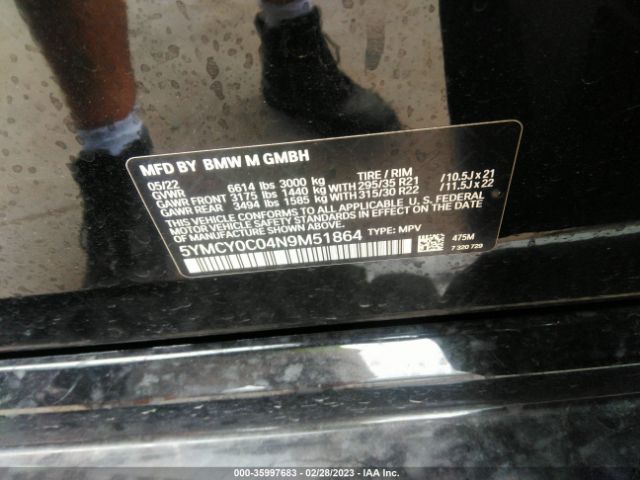 MFD BY BMW M GMBH
05/22 TIRE / RIM
GVWR 6614 lbs 3000 kg
GAWR FRONT 3175 lbs 1440 kg WITH 295/35 R21 / 10.5J x 21
GAWR REAR 3494 lbs 1585 kg WITH 315/30 R22 / 11.5J x 22
THIS VEHICLE CONFORMS TO ALL APPLICABLE U. S. FEDERAL
MOTOR VEHICLE SAFETY STANDARDS IN EFFECT ON THE DATE
OF MANUFACTURE SHOWN ABOVE.
5YMCY0C04N9M51864 TYPE: MPV
475M
7 320 729
000-35997683 - 02/28/2023 - IAA Inc.